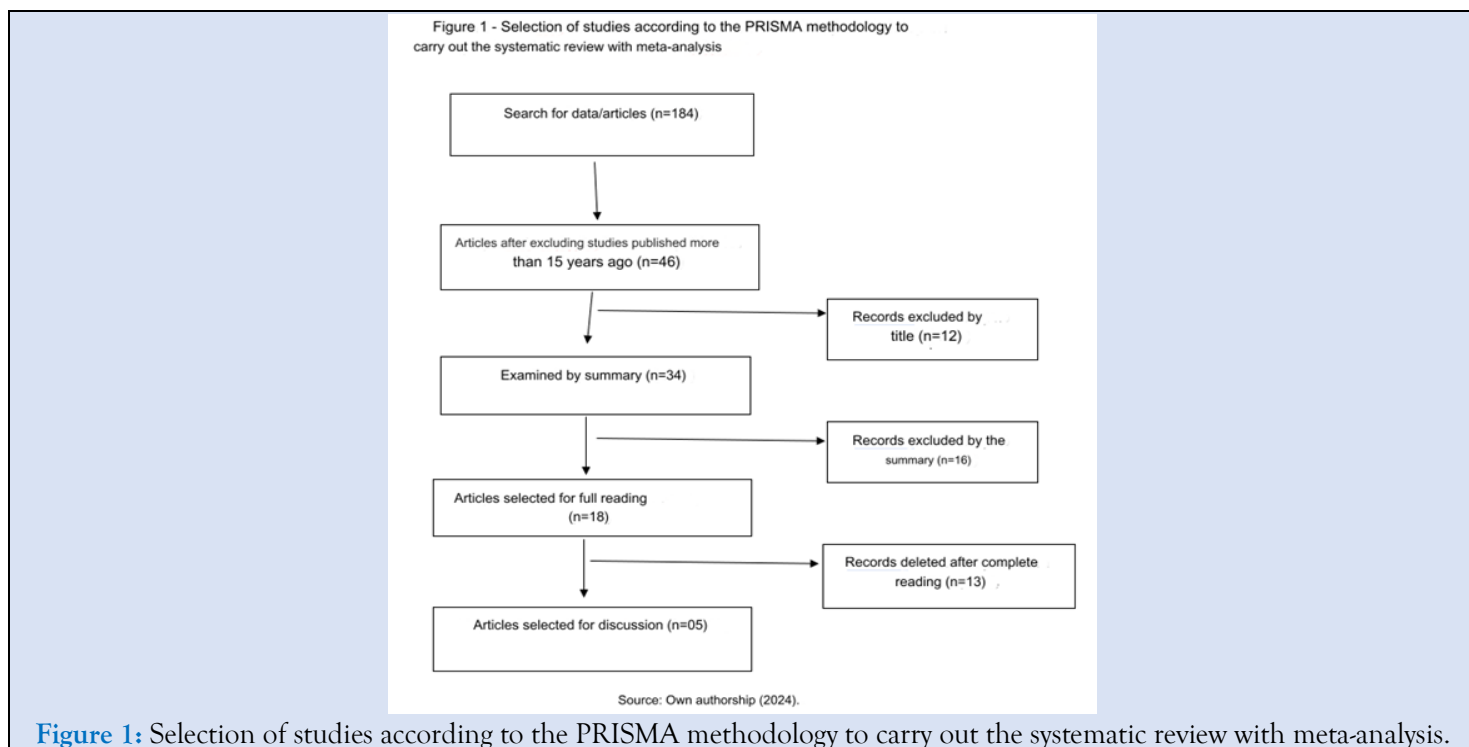 Figure 1 - Selection of studies according to the PRISMA methodology to
carry out the systematic review with meta-analysis
Search for data/articles (n=184)
Articles after excluding studies published more
than 15 years ago (n=46)
Records excluded by
title (n=12)
Examined by summary (n=34)
Records excluded by the
summary (n=16)
Articles selected for full reading
(n=18)
Records deleted after complete
reading (n=13)
Articles selected for discussion (n=05)
Source: Own authorship (2024).
Figure 1: Selection of studies according to the PRISMA methodology to carry out the systematic review with meta-analysis.